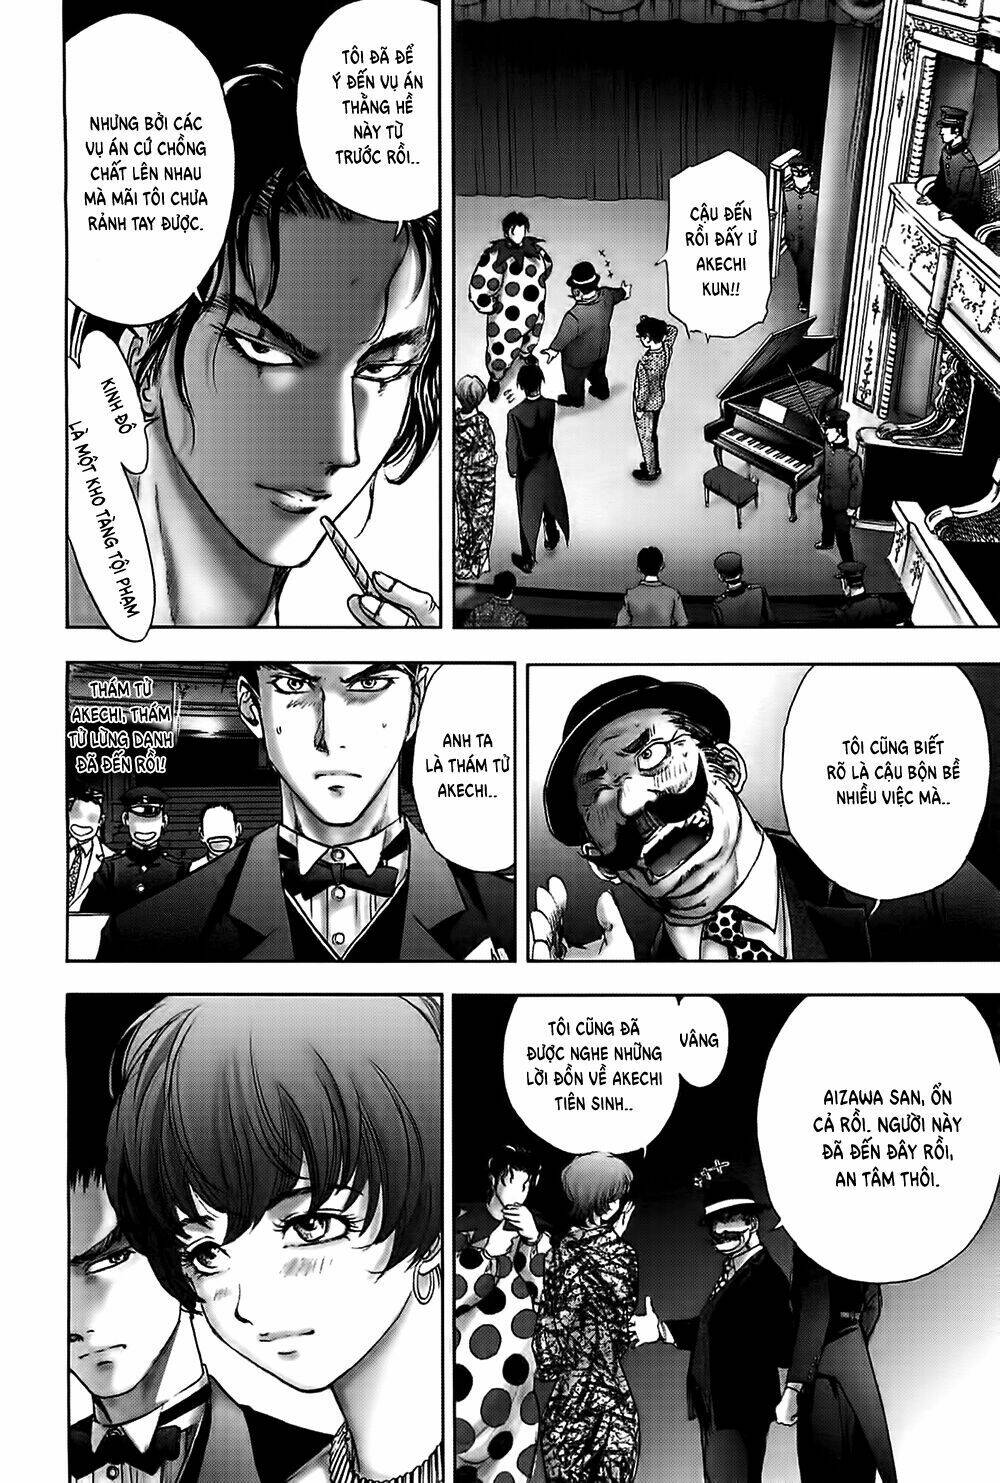 CẬU ĐẾN
RỒI ĐẤY Ư
AKECHI
KUN!!
TÔI ĐÃ ĐỂ
Ý ĐẾN VỤ ÁN
THẰNG HỀ
NÀY TỪ
TRƯỚC RỒI..
NHƯNG BỞI CÁC
VỤ ÁN CỨ CHỒNG
CHẤT LÊN NHAU
MÀ MÃI TÔI CHƯA
RẢNH TAY ĐƯỢC.
KINH ĐÔ
LÀ MỘT KHO TÀNG TỘI PHẠM
TÔI CŨNG BIẾT
RÕ LÀ CẬU BỘN BỀ
NHIỀU VIỆC MÀ..
ANH TA
LÀ THÁM TỬ
AKECHI..
THÁM TỬ
AKECHI, THÁM
TỬ LỪNG DANH
ĐÃ ĐẾN RỒI!
AIZAWA SAN, ỔN
CẢ RỒI. NGƯỜI NÀY
ĐÃ ĐẾN ĐÂY RỒI,
AN TÂM THÔI.
VÂNG
TÔI CŨNG ĐÃ
ĐƯỢC NGHE NHỮNG
LỜI ĐỒN VỀ AKECHI
TIÊN SINH..